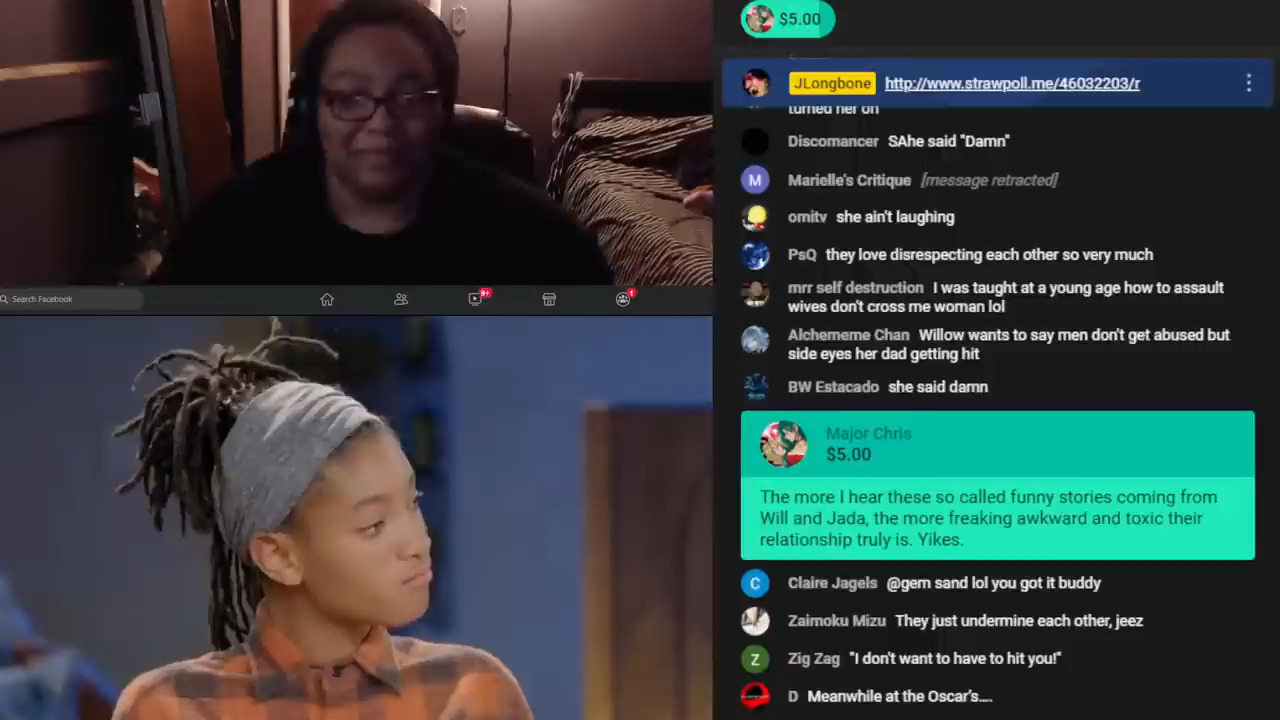 $5.00
JLongbone http://www.strawpoll.me/46032203/r
turned her on
Discomancer SAhe said "Damn"
M Marielle's Critique [message retracted]
omitv she ain't laughing
PsQ they love disrespecting each other so very much
mrr self destruction I was taught at a young age how to assault
wives don't cross me woman lol
Alchememe Chan Willow wants to say men don't get abused but
side eyes her dad getting hit
BW Estacado she said damn
Major Chris
$5.00
The more I hear these so called funny stories coming from
Will and Jada, the more freaking awkward and toxic their
relationship truly is. Yikes.
C Claire Jagels @gem sand lol you got it buddy
Zaimoku Mizu They just undermine each other, jeez
Z Zig Zag "I don't want to have to hit you!"
D Meanwhile at the Oscar's....
Search Facebook
9+
1